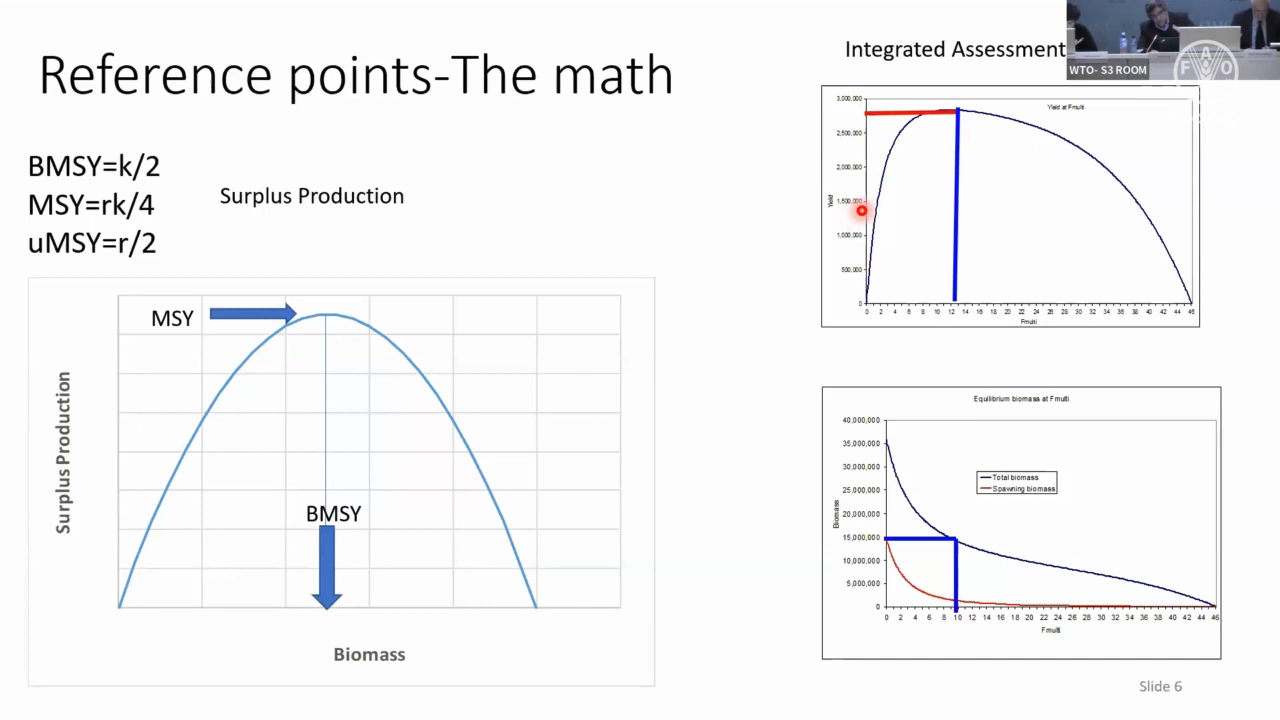 Reference points-The math
BMSY=k/2
MSY=rk/4
uMSY=r/2
Surplus Production
MSY
BMSY
Surplus Production
Biomass
Integrated Assessment
WTO- S3 ROOM
F A O
Yield at Fmulti
3,000,000
2,500,000
2,000,000
1,500,000
1,000,000
500,000
0
Yield
0 2 4 6 8 10 12 14 16 18 20 22 24 26 28 30 32 34 36 38 40 42 44 46
Fmulti
Equilibrium biomass at Fmulti
40,000,000
35,000,000
30,000,000
25,000,000
20,000,000
15,000,000
10,000,000
5,000,000
0
Biomass
Total biomass
Spawning biomass
0 2 4 6 8 10 12 14 16 18 20 22 24 26 28 30 32 34 36 38 40 42 44 46
Fmulti
Slide 6